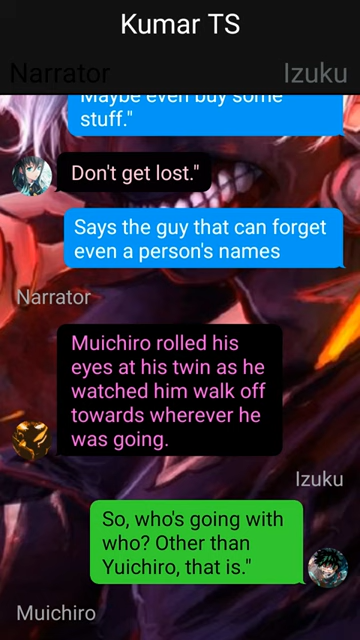 Kumar TS
Narrator
Izuku
Maybe even buy some
stuff."
Don't get lost."
Says the guy that can forget
even a person's names
Narrator
Muichiro rolled his
eyes at his twin as he
watched him walk off
towards wherever he
was going.
Izuku
So, who's going with
who? Other than
Yuichiro, that is."
Muichiro